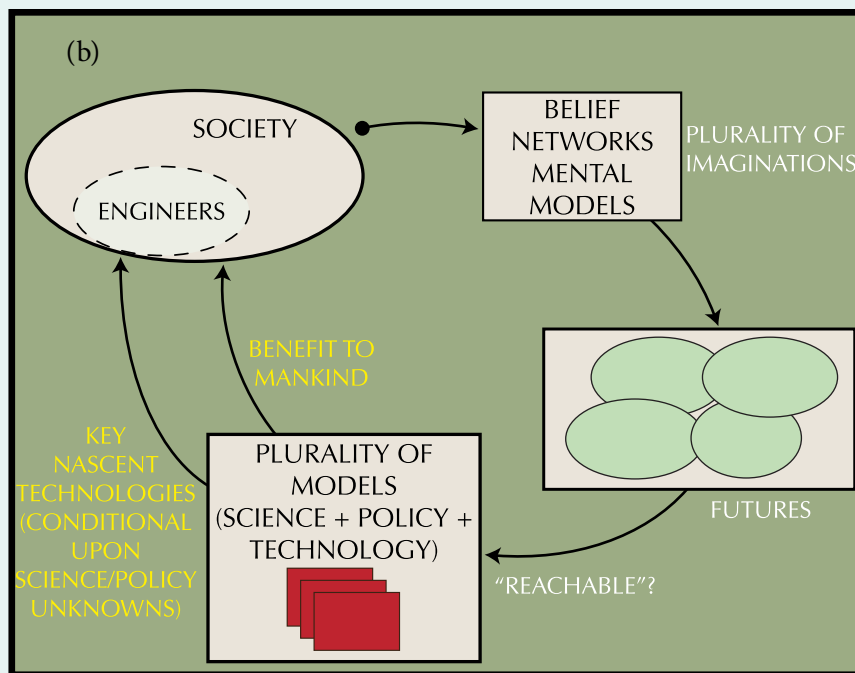 (b)
SOCIETY
ENGINEERS
BELIEF
NETWORKS
MENTAL
MODELS
PLURALITY OF
IMAGINATIONS
FUTURES
"REACHABLE"?
PLURALITY OF
MODELS
(SCIENCE + POLICY +
TECHNOLOGY)
BENEFIT TO
MANKIND
KEY
NASCENT
TECHNOLOGIES
(CONDITIONAL
UPON
SCIENCE/POLICY
UNKNOWNS)